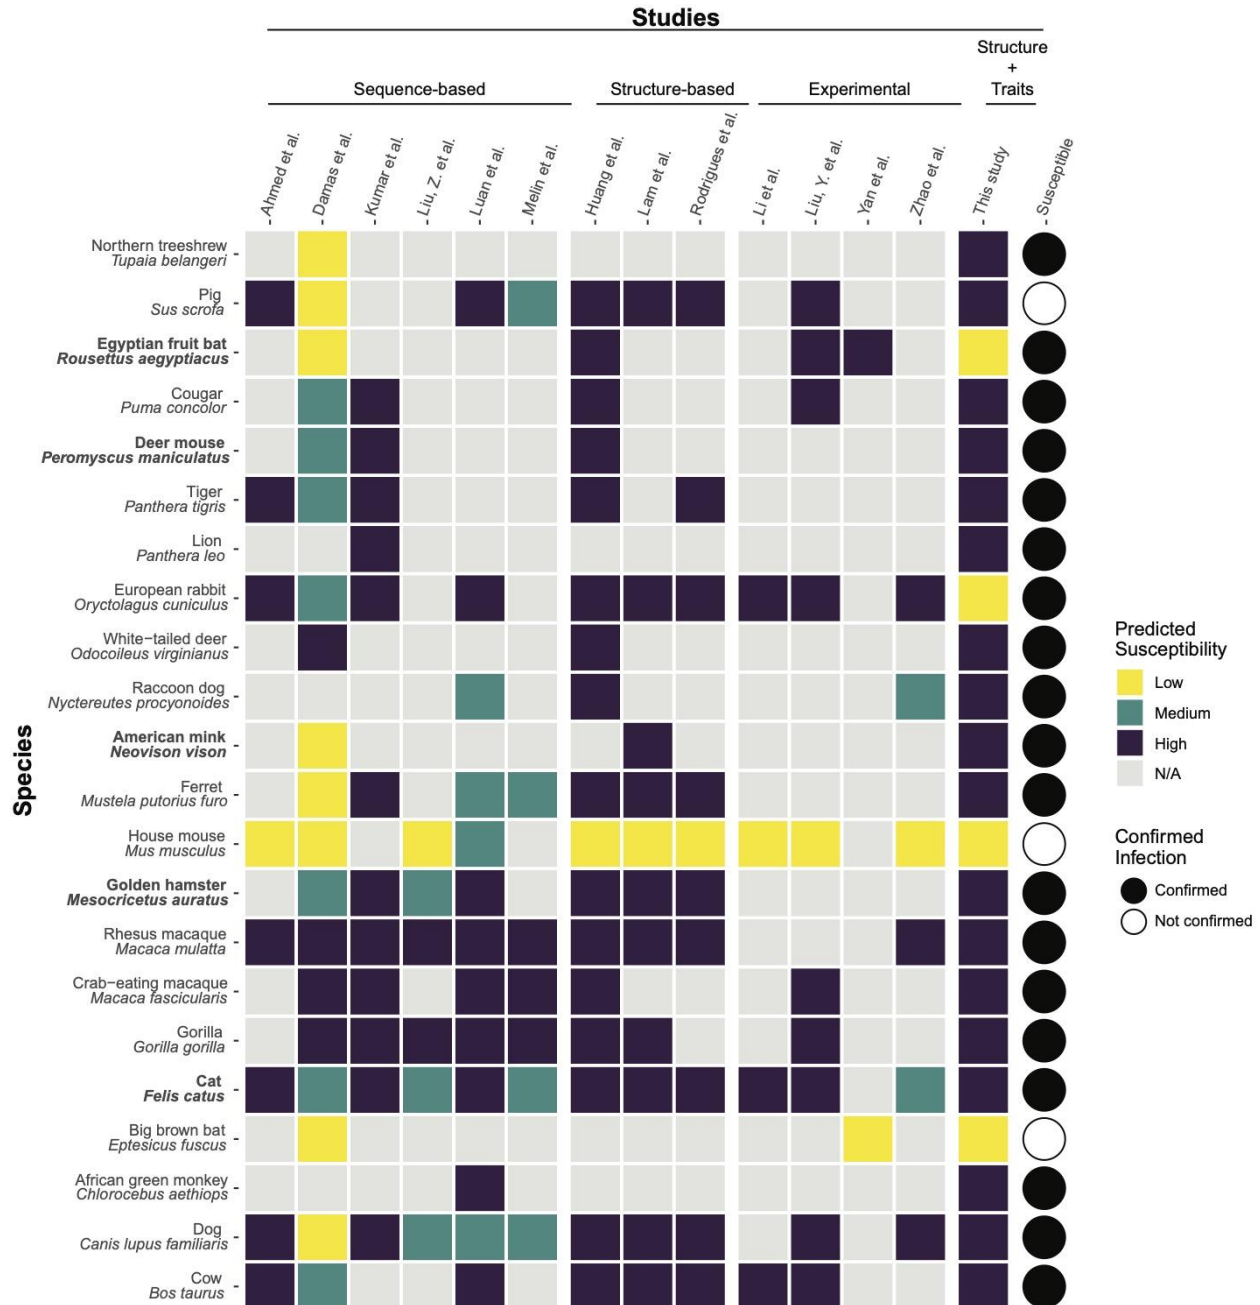 Studies
Structure
+
Traits
Sequence-based
Structure-based
Experimental
Ahmed et al.
Damas et al.
Kumar et al.
Liu, Z. et al.
Luan et al.
Melin et al.
Huang et al.
Lam et al.
Rodrigues et al.
Li et al.
Liu, Y. et al.
Yan et al.
Zhao et al.
This study
Susceptible
Species
Northern treeshrew
Tupaia belangeri
Pig
Sus scrofa
Egyptian fruit bat
Rousettus aegyptiacus
Cougar
Puma concolor
Deer mouse
Peromyscus maniculatus
Tiger
Panthera tigris
Lion
Panthera leo
European rabbit
Oryctolagus cuniculus
White-tailed deer
Odocoileus virginianus
Raccoon dog
Nyctereutes procyonoides
American mink
Neovison vison
Ferret
Mustela putorius furo
House mouse
Mus musculus
Golden hamster
Mesocricetus auratus
Rhesus macaque
Macaca mulatta
Crab-eating macaque
Macaca fascicularis
Gorilla
Gorilla gorilla
Cat
Felis catus
Big brown bat
Eptesicus fuscus
African green monkey
Chlorocebus aethiops
Dog
Canis lupus familiaris
Cow
Bos taurus
Predicted
Susceptibility
Low
Medium
High
N/A
Confirmed
Infection
Confirmed
Not confirmed